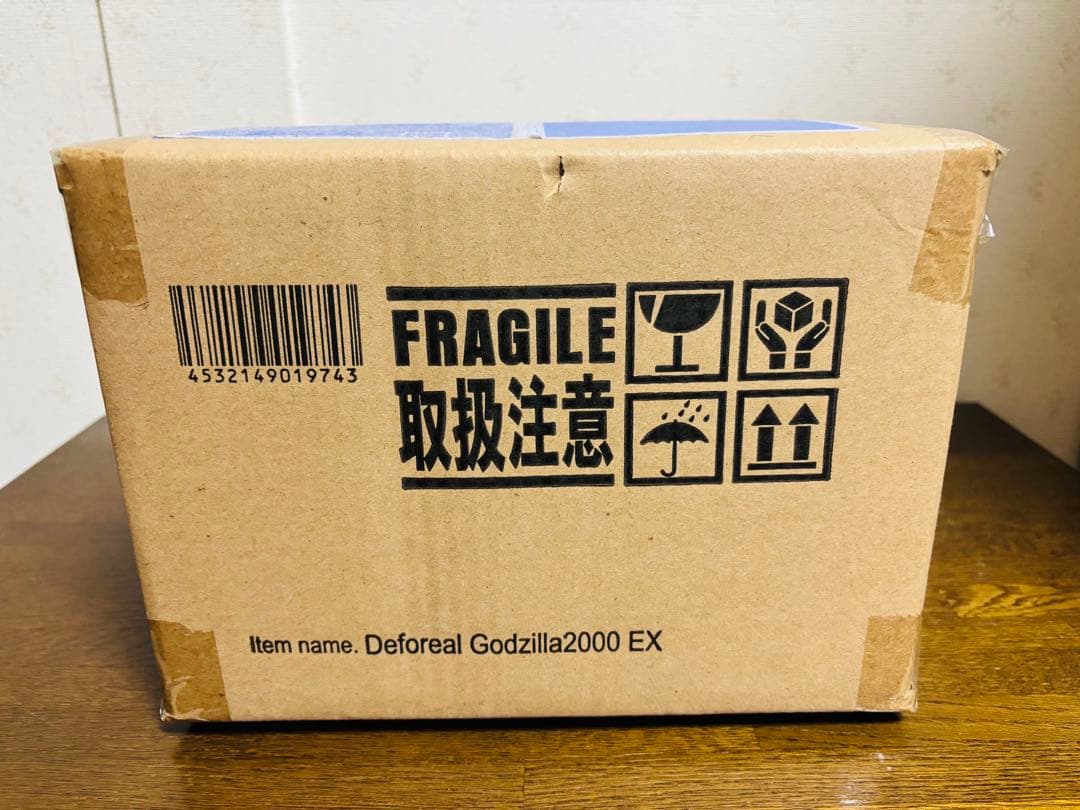 4532149019743
FRAGILE
取扱注意
Item name. Deforeal Godzilla2000 EX